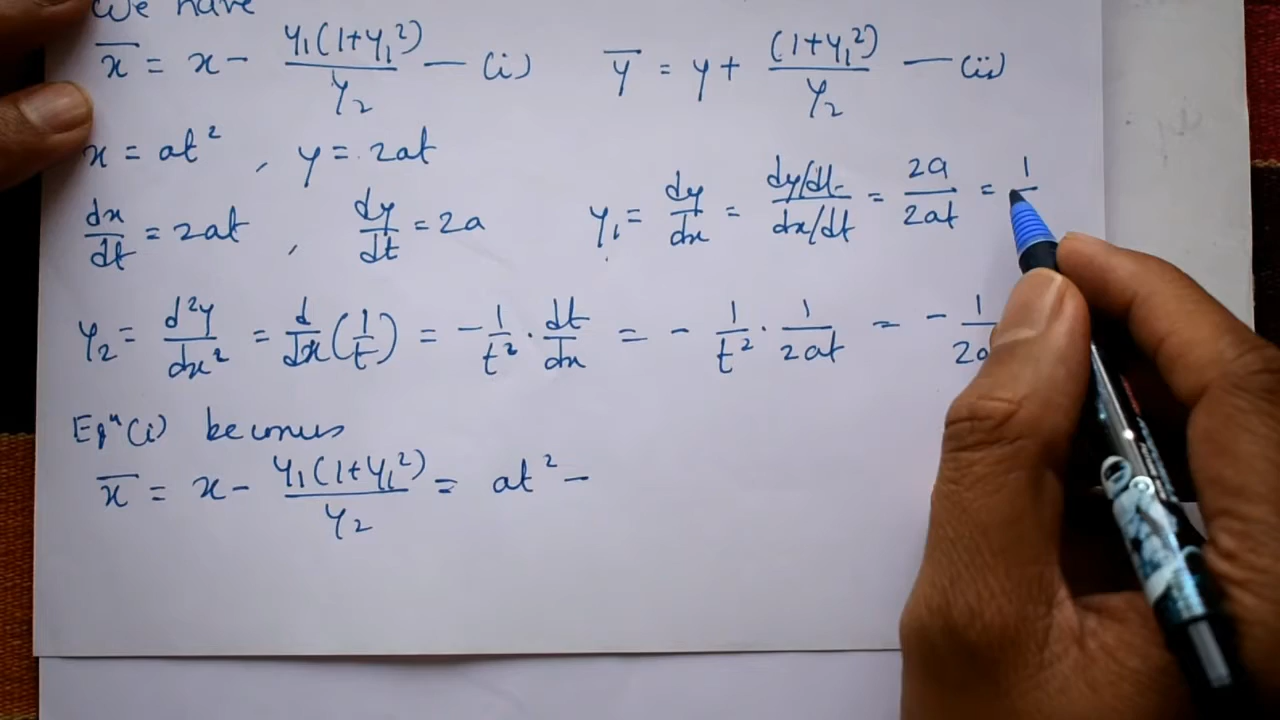 We have
x̄ = x - y₁(1+y₁²)/y₂ — (i) ȳ = y + (1+y₁²)/y₂ — (ii)
x = at² , y = 2at
dx/dt = 2at , dy/dt = 2a y₁ = dy/dx = (dy/dt)/(dx/dt) = 2a/2at = 1/
y₂ = d²y/dx² = d/dx (1/t) = - 1/t² · dt/dx = - 1/t² · 1/2at = - 1/2a
Eqⁿ (i) becomes
x̄ = x - y₁(1+y₁²)/y₂ = at² -